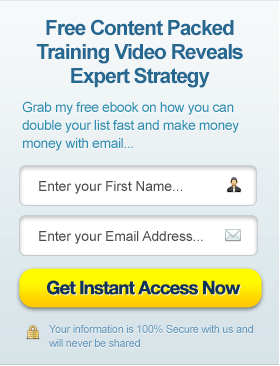 Free Content Packed
Training Video Reveals
Expert Strategy
Grab my free ebook on how you can
double your list fast and make money
money with email...
Enter your First Name...
Enter your Email Address...
Get Instant Access Now
Your information is 100% Secure with us and
will never be shared